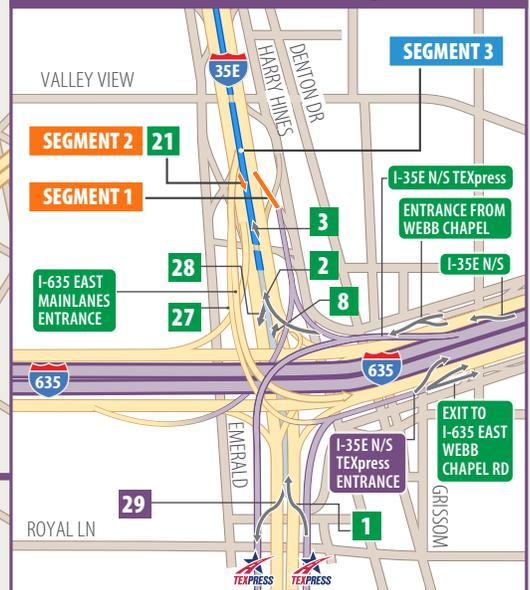 35E
SEGMENT 3
VALLEY VIEW
HARRY HINES
DENTON DR
SEGMENT 2
21
SEGMENT 1
I-35E N/S TEXpress
ENTRANCE FROM
WEBB CHAPEL
3
I-35E N/S
28
2
I-635 EAST
MAINLANES
ENTRANCE
27
8
635
635
EXIT TO
I-635 EAST
WEBB
CHAPEL RD
I-35E N/S
TEXpress
ENTRANCE
EMERALD
GRISSOM
29
1
ROYAL LN
TEXPRESS
TEXPRESS